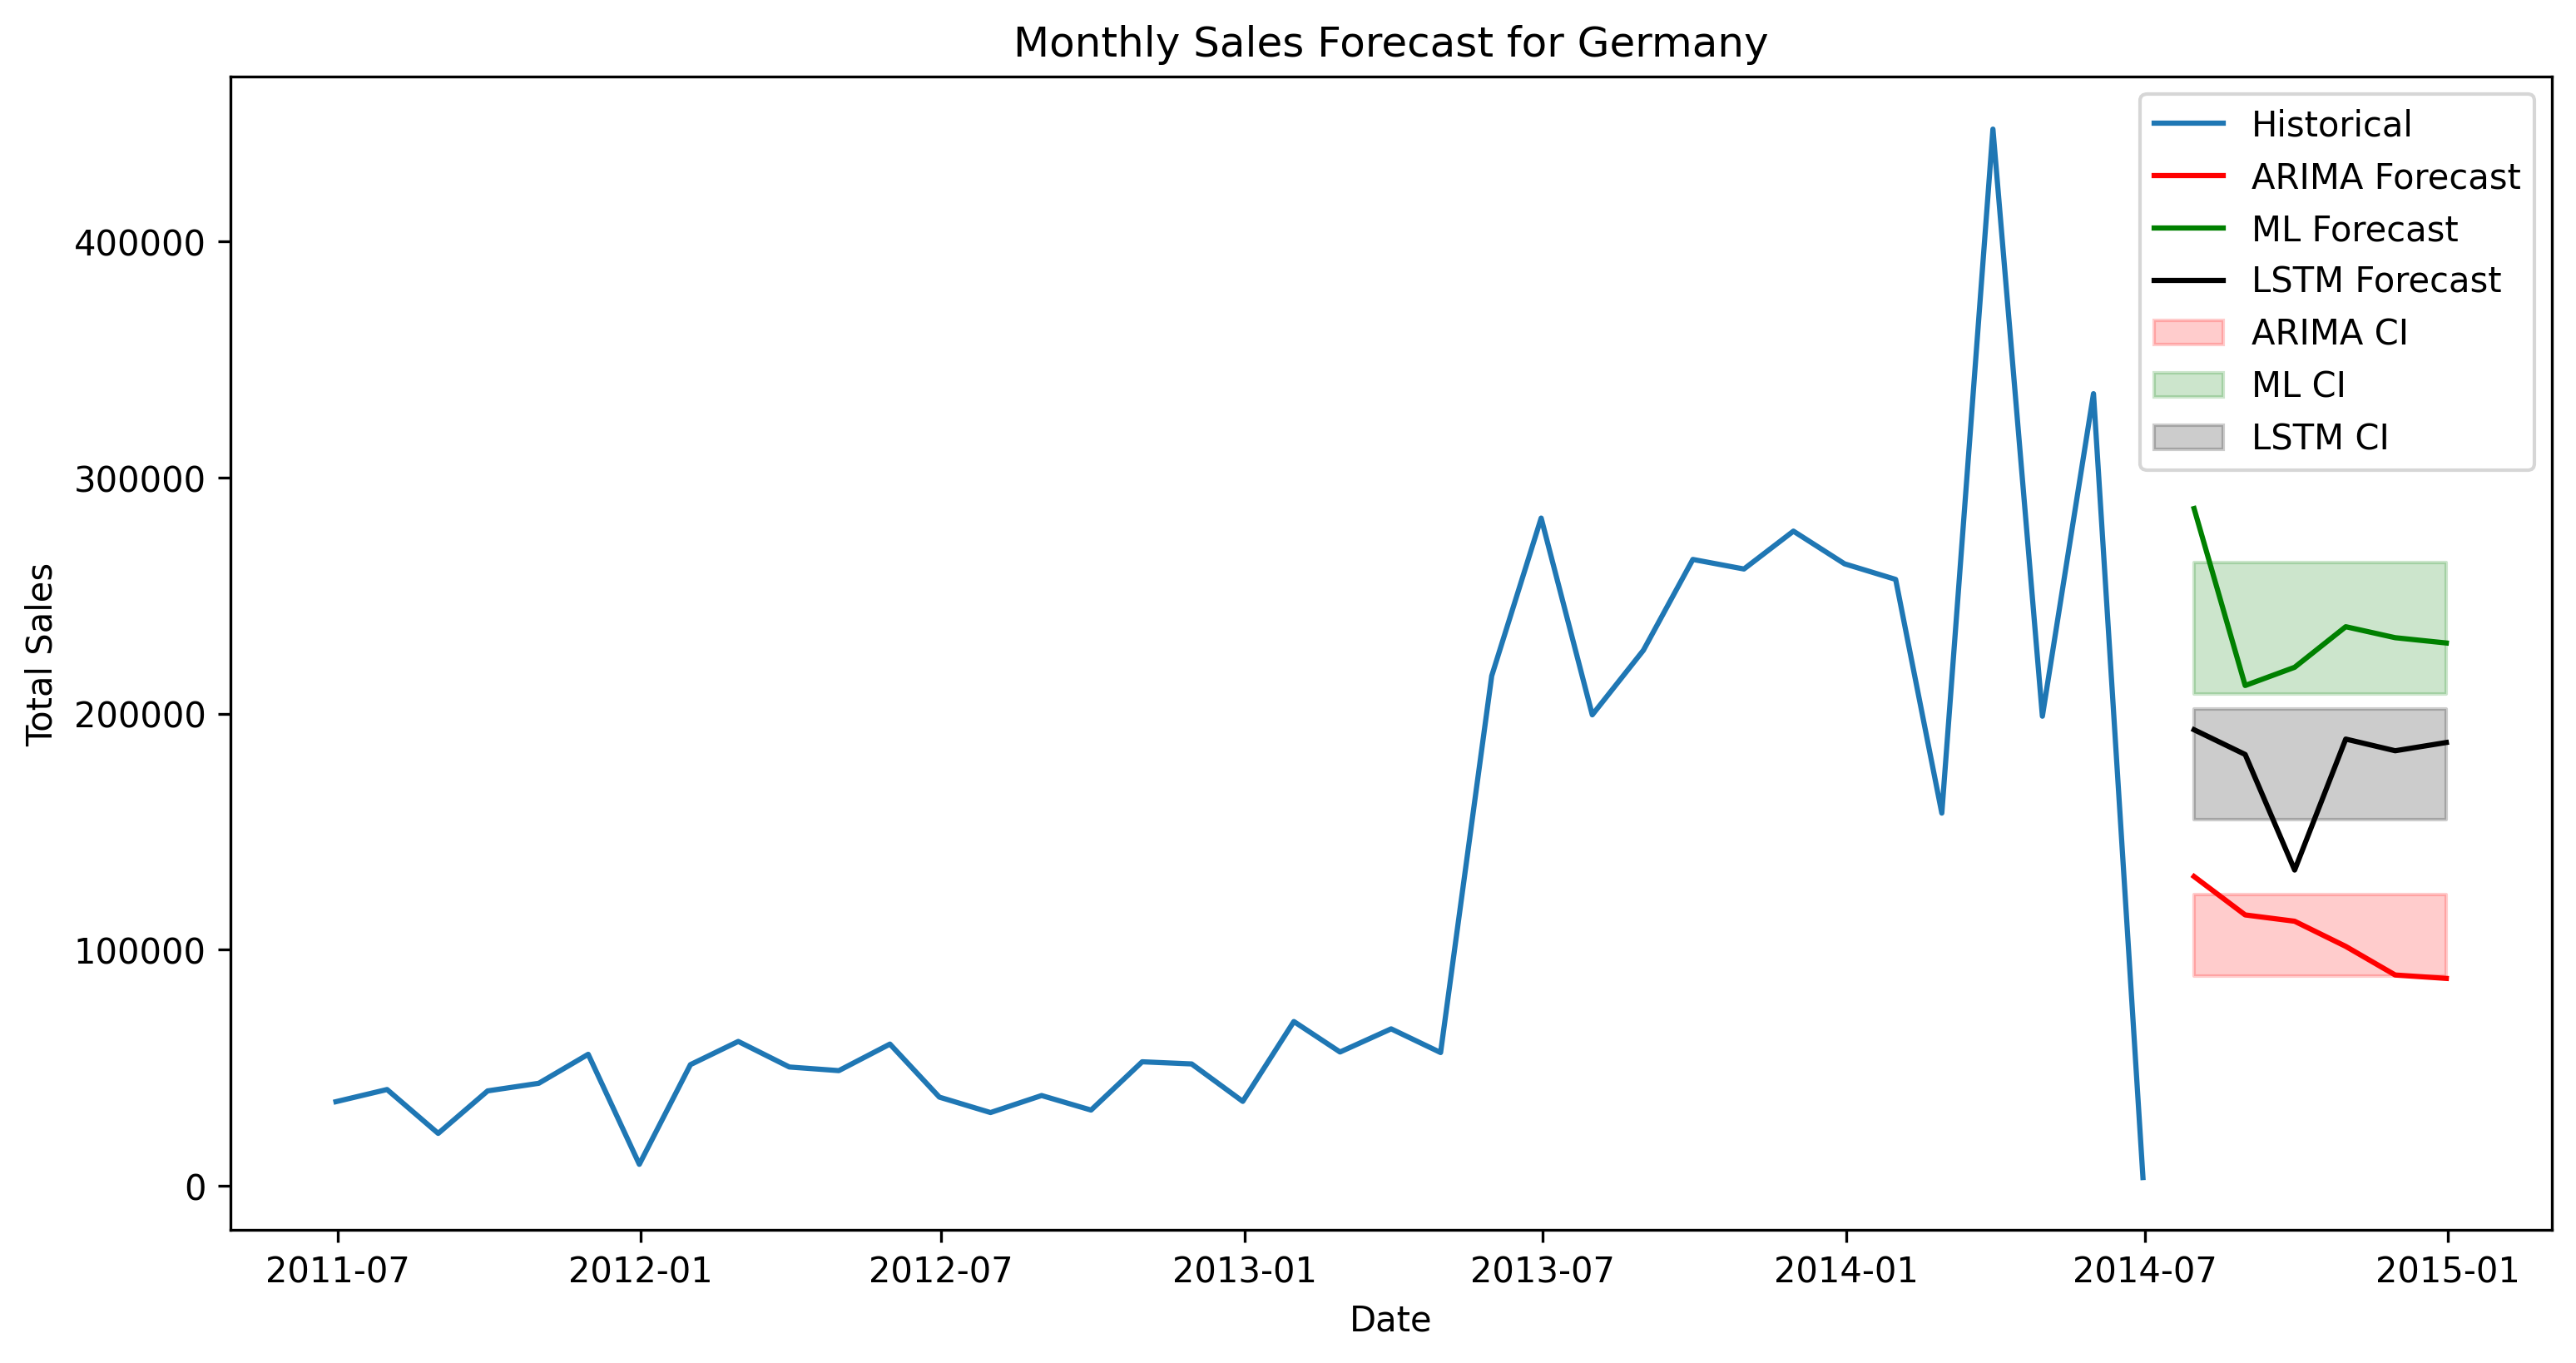 Monthly Sales Forecast for Germany
Historical
ARIMA Forecast
ML Forecast
LSTM Forecast
ARIMA CI
ML CI
LSTM CI
Total Sales
400000
300000
200000
100000
0
2011-07
2012-01
2012-07
2013-01
2013-07
2014-01
2014-07
2015-01
Date